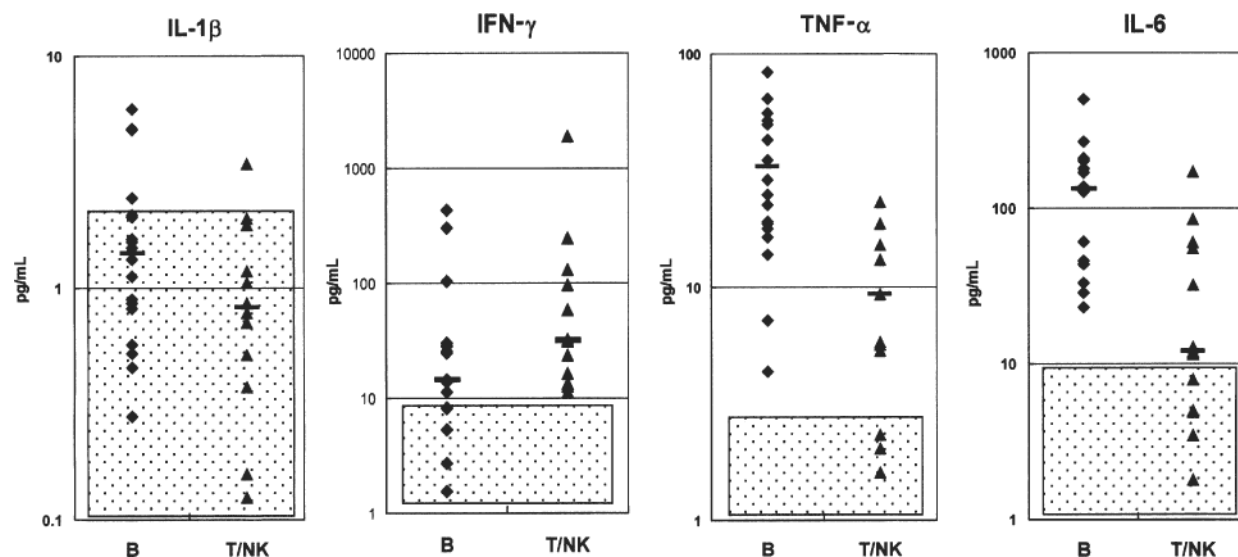 IL-1β
IFN-γ
TNF-α
IL-6
10
1
0.1
pg/mL
B
T/NK
10000
1000
100
10
1
pg/mL
B
T/NK
100
10
1
pg/mL
B
T/NK
1000
100
10
1
pg/mL
B
T/NK